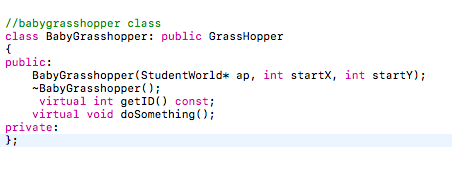 //babygrasshopper class
class BabyGrasshopper: public GrassHopper
{
public:
    BabyGrasshopper(StudentWorld* ap, int startX, int startY);
    ~BabyGrasshopper();
     virtual int getID() const;
    virtual void doSomething();
private:
};